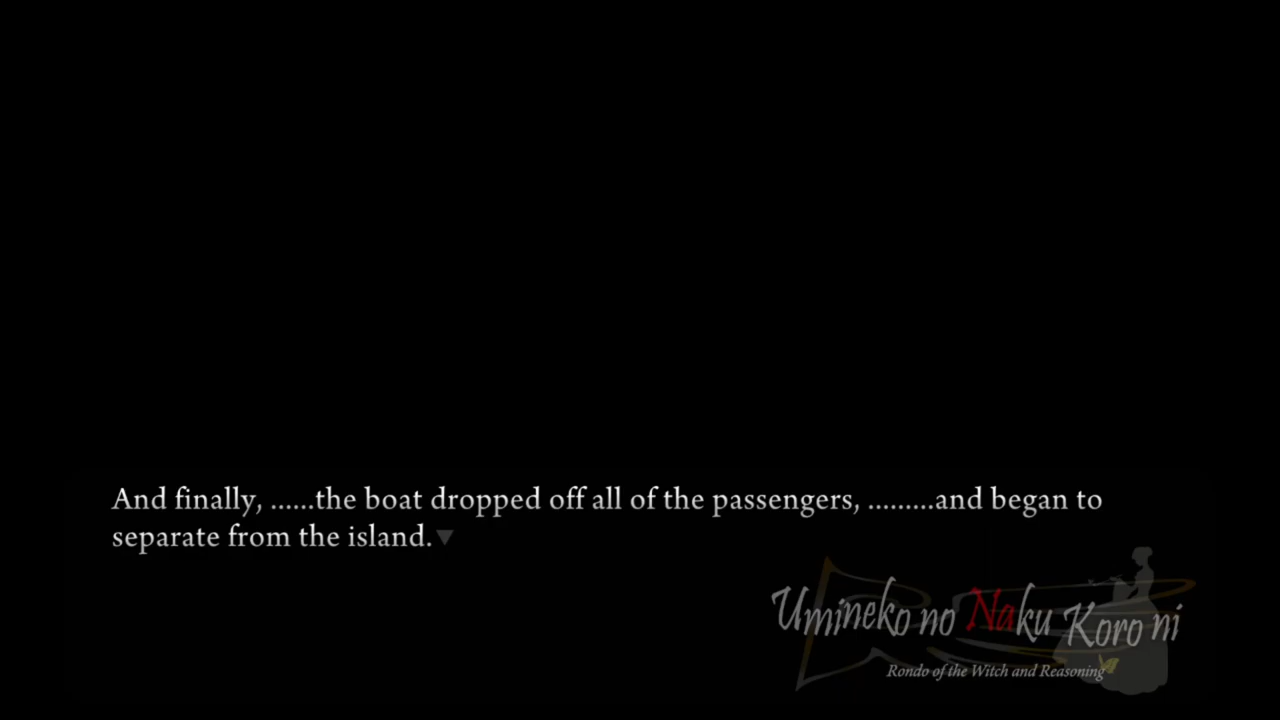 And finally, ......the boat dropped off all of the passengers, .........and began to
separate from the island.
Umineko no Naku Koro ni
Rondo of the Witch and Reasoning